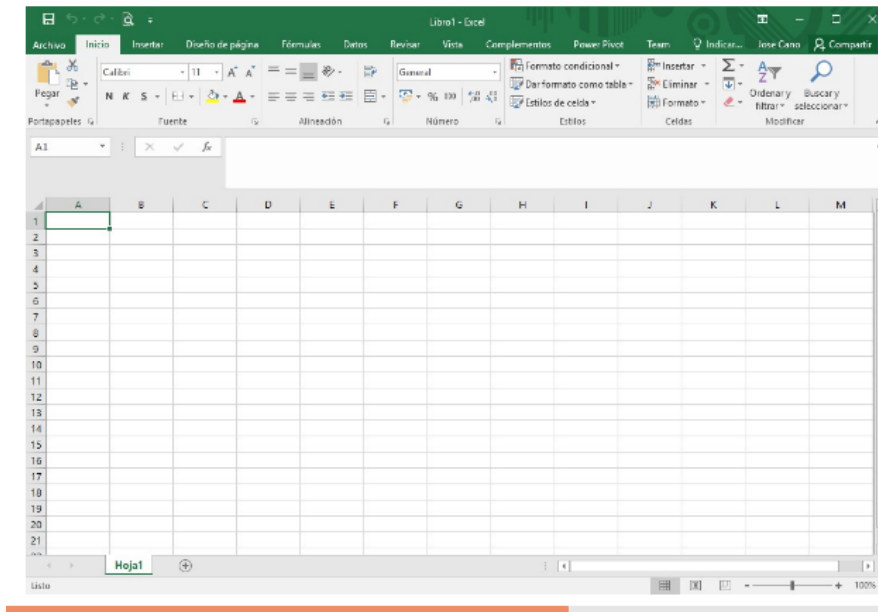 Libro1 - Excel
Archivo Inicio Insertar Diseño de página Fórmulas Datos Revisar Vista Complementos Power Pivot Team Indicar... Jose Cano Compartir
Pegar
Calibri 11
N K S
General
% 000
Formato condicional
Dar formato como tabla
Estilos de celda
Insertar
Eliminar
Formato
Ordenar y filtrar
Buscar y seleccionar
Portapapeles Fuente Alineación Número Estilos Celdas Modificar
A1 fx
A B C D E F G H I J K L M
1
2
3
4
5
6
7
8
9
10
11
12
13
14
15
16
17
18
19
20
21
Hoja1
Listo 100%